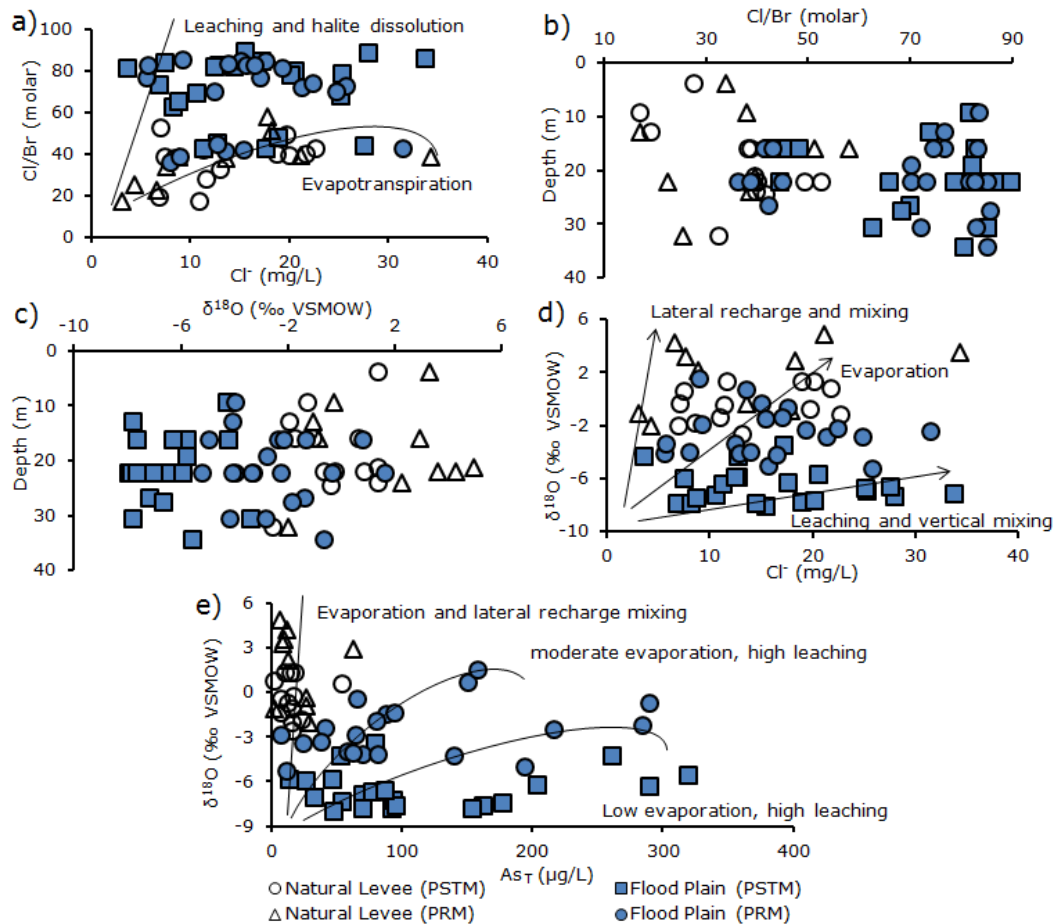 a)
Leaching and halite dissolution
Cl/Br (molar)
100
80
60
40
20
0
Evapotranspiration
0 10 20 30 40
Cl⁻ (mg/L)
b)
Cl/Br (molar)
10 30 50 70 90
Depth (m)
0
10
20
30
40
c)
δ¹⁸O (‰ VSMOW)
-10 -6 -2 2 6
Depth (m)
0
10
20
30
40
d)
Lateral recharge and mixing
δ¹⁸O (‰ VSMOW)
6
2
-2
-6
-10
Evaporation
Leaching and vertical mixing
0 10 20 30 40
Cl⁻ (mg/L)
e)
Evaporation and lateral recharge mixing
δ¹⁸O (‰ VSMOW)
6
3
0
-3
-6
-9
moderate evaporation, high leaching
Low evaporation, high leaching
0 100 200 300 400
As_T (µg/L)
Natural Levee (PSTM) Flood Plain (PSTM)
Natural Levee (PRM) Flood Plain (PRM)